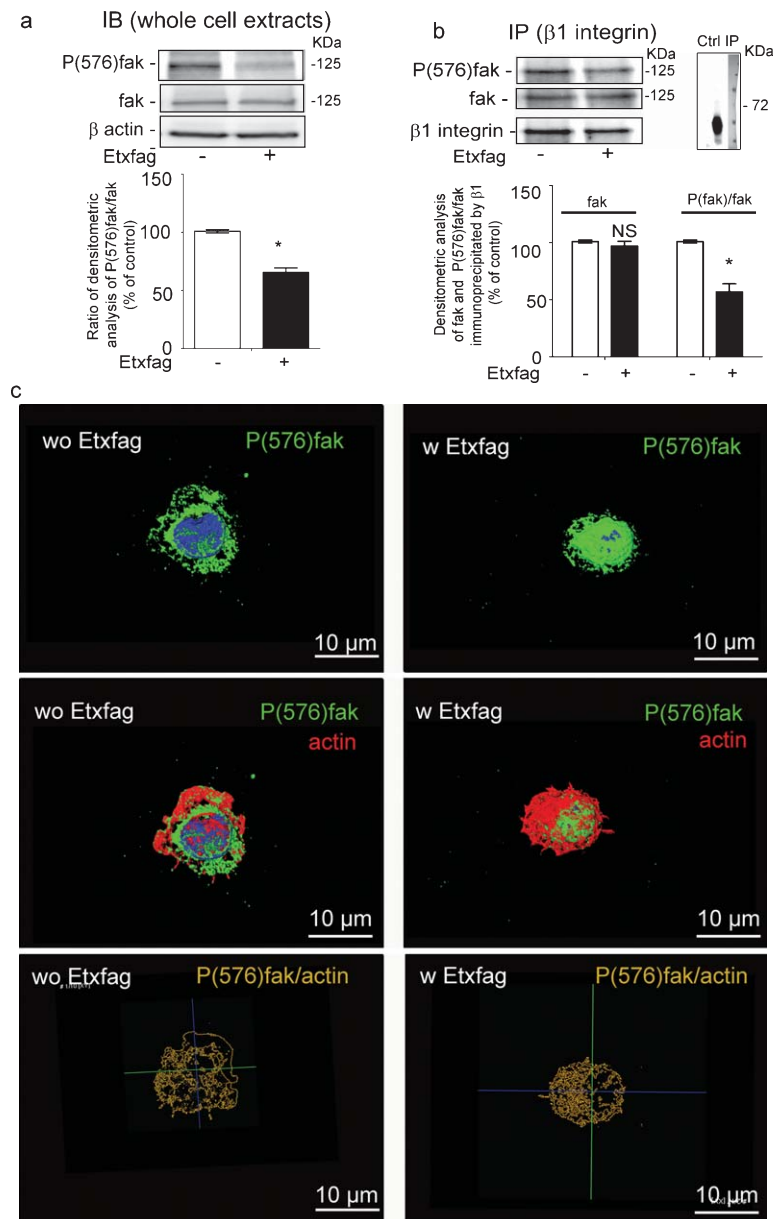 a
IB (whole cell extracts)
KDa
P(576)fak -
-125
fak -
-125
β actin -
Etxfag - +
Ratio of densitometric
analysis of P(576)fak/fak
(% of control)
150
100
50
0
*
Etxfag - +
b
IP (β1 integrin)
KDa
P(576)fak -
-125
fak -
-125
β1 integrin -
Etxfag - +
Ctrl IP
KDa
- 72
Densitometric analysis
of fak and P(576)fak/fak
immunoprecipitated by β1
(% of control)
150
100
50
0
fak
P(fak)/fak
NS
*
Etxfag - + - +
c
wo Etxfag P(576)fak
10 µm
w Etxfag P(576)fak
10 µm
wo Etxfag P(576)fak
actin
10 µm
w Etxfag P(576)fak
actin
10 µm
wo Etxfag P(576)fak/actin
10 µm
w Etxfag P(576)fak/actin
10 µm